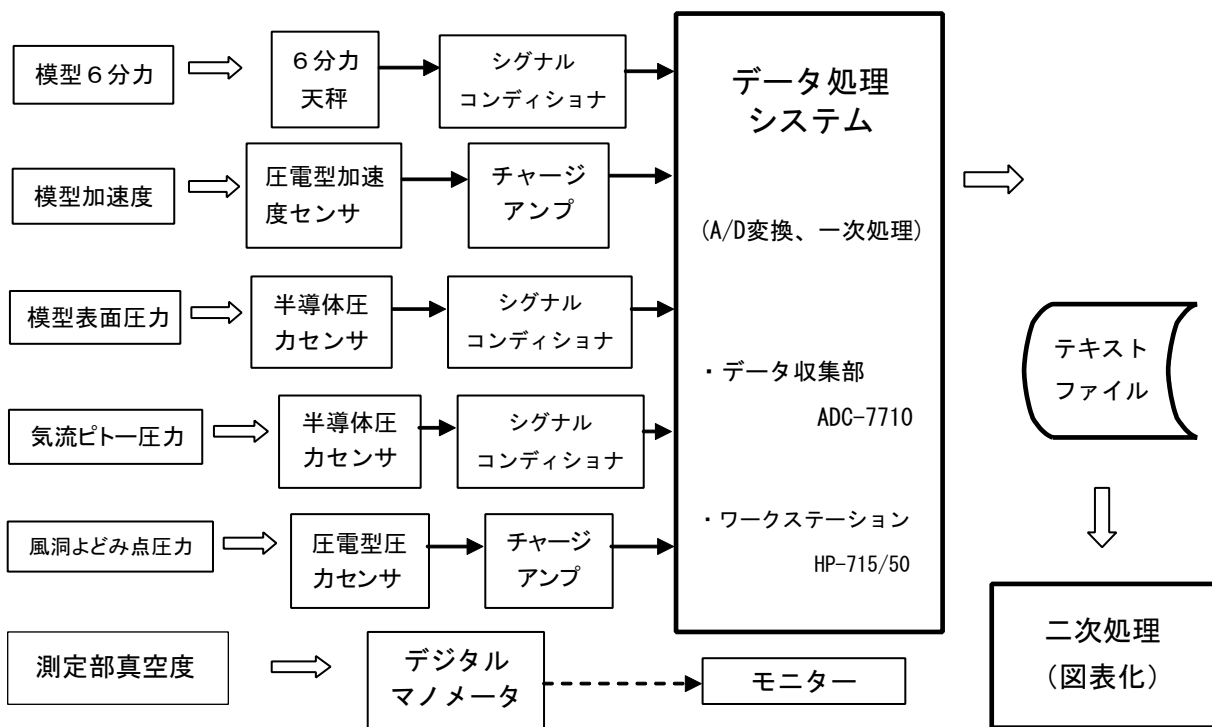 模型６分力
６分力
天秤
シグナル
コンディショナ
模型加速度
圧電型加速
度センサ
チャージ
アンプ
模型表面圧力
半導体圧
力センサ
シグナル
コンディショナ
気流ピトー圧力
半導体圧
力センサ
シグナル
コンディショナ
風洞よどみ点圧力
圧電型圧
力センサ
チャージ
アンプ
測定部真空度
デジタル
マノメータ
モニター
データ処理
システム
(A/D変換、一次処理)
・データ収集部
ADC-7710
・ワークステーション
HP-715/50
テキスト
ファイル
二次処理
（図表化）